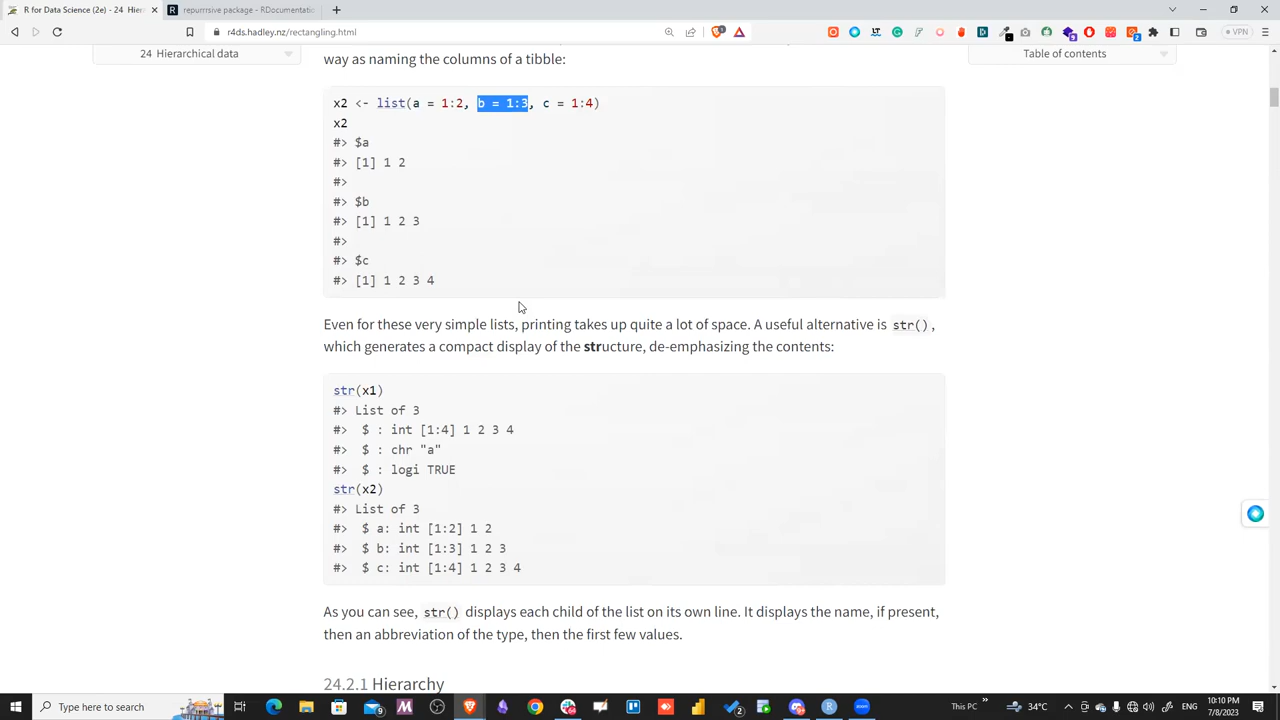 R for Data Science (2e) - 24 Hier
repurrrsive package - RDocumentati
r4ds.hadley.nz/rectangling.html
VPN
24 Hierarchical data
Table of contents
way as naming the columns of a tibble:
x2 <- list(a = 1:2, b = 1:3, c = 1:4)
x2
#> $a
#> [1] 1 2
#>
#> $b
#> [1] 1 2 3
#>
#> $c
#> [1] 1 2 3 4
Even for these very simple lists, printing takes up quite a lot of space. A useful alternative is str(),
which generates a compact display of the structure, de-emphasizing the contents:
str(x1)
#> List of 3
#>  $ : int [1:4] 1 2 3 4
#>  $ : chr "a"
#>  $ : logi TRUE
str(x2)
#> List of 3
#>  $ a: int [1:2] 1 2
#>  $ b: int [1:3] 1 2 3
#>  $ c: int [1:4] 1 2 3 4
As you can see, str() displays each child of the list on its own line. It displays the name, if present,
then an abbreviation of the type, then the first few values.
24.2.1 Hierarchy
Type here to search
This PC
34°C
10:10 PM
7/8/2023